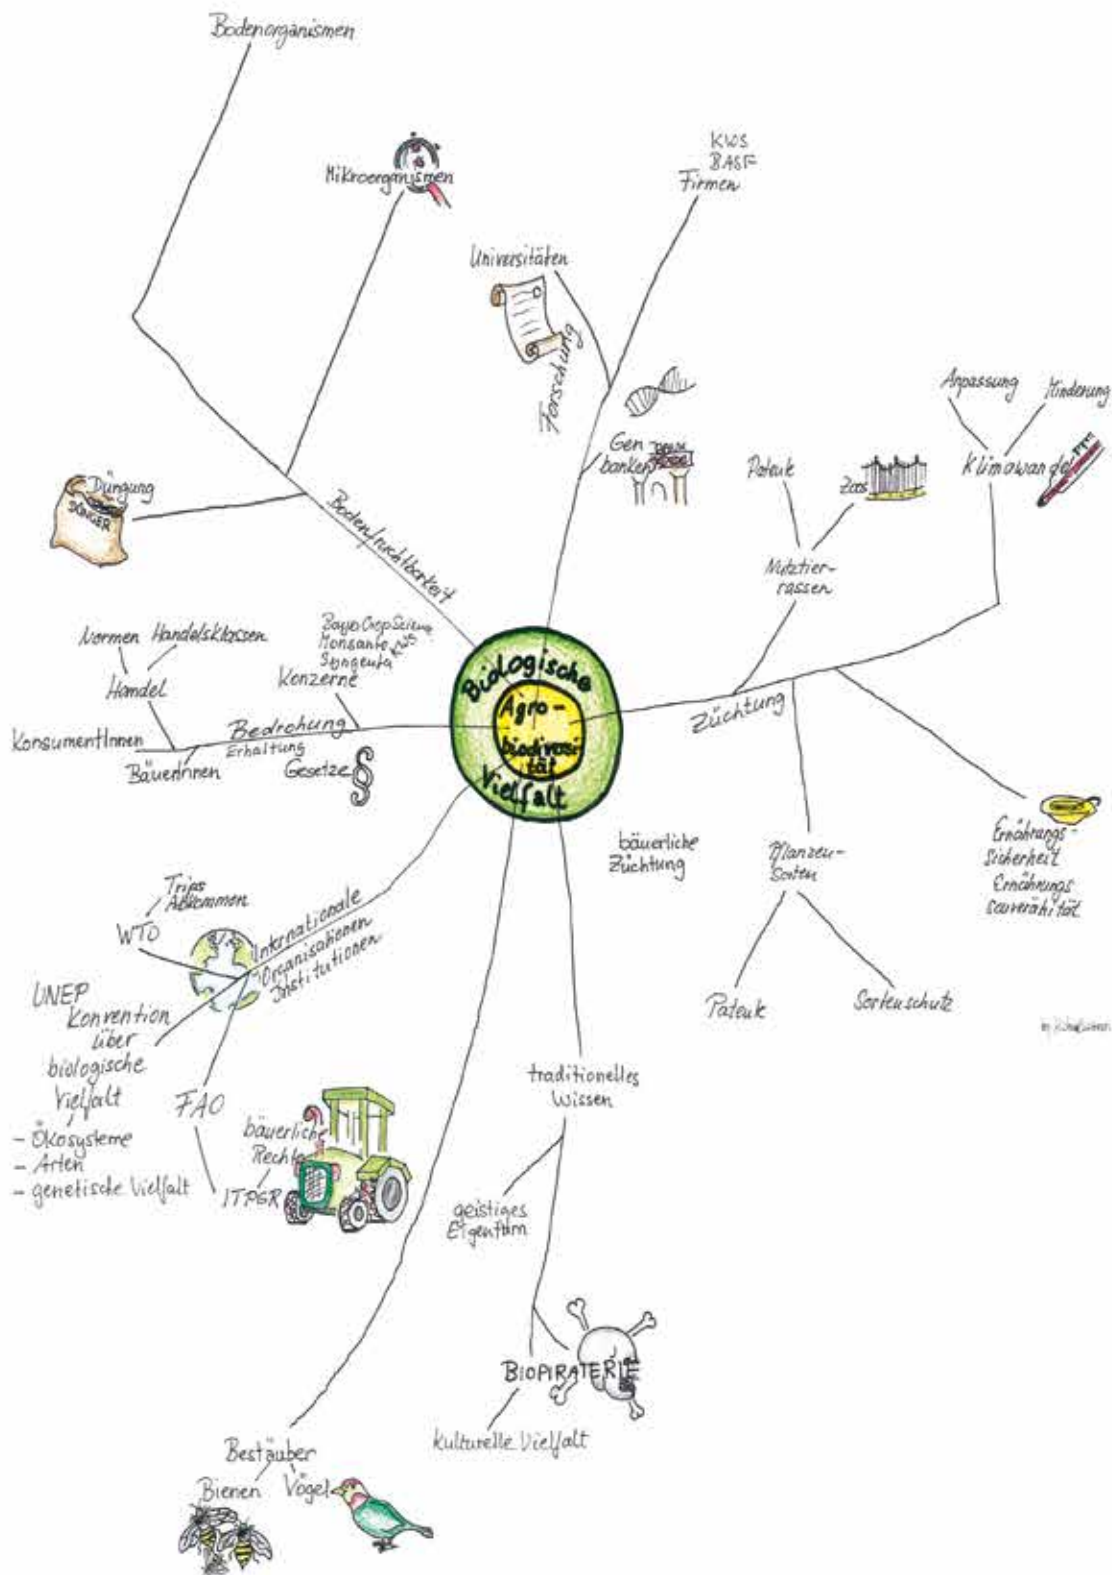 Bodenorganismen
Mikroorganismen
Düngung
DÜNGER
Bodenfruchtbarkeit
KWS
BASF
Firmen
Universitäten
Forschung
Gen
banken
Anpassung
Minderung
Klimawandel
Patente
Zoos
Nutztier-
rassen
Züchtung
Normen
Handelsklassen
Handel
KonsumentInnen
BäuerInnen
Bayer CropScience
Monsanto
Syngenta
KWS
Konzerne
Bedrohung
Erhaltung
Gesetze
§
Biologische
Vielfalt
Agro-
biodiversi
tät
bäuerliche
Züchtung
Pflanzen-
Sorten
Patente
Sortenschutz
Ernährungs-
Sicherheit
Ernährungs
souveränität
Internationale
Organisationen
Institutionen
Trips
Abkommen
WTO
UNEP
Konvention
über
biologische
Vielfalt
- Ökosysteme
- Arten
- genetische Vielfalt
FAO
ITPGR
bäuerliche
Rechte
traditionelles
Wissen
geistiges
Eigentum
BIOPIRATERIE
kulturelle Vielfalt
Bestäuber
Bienen
Vögel